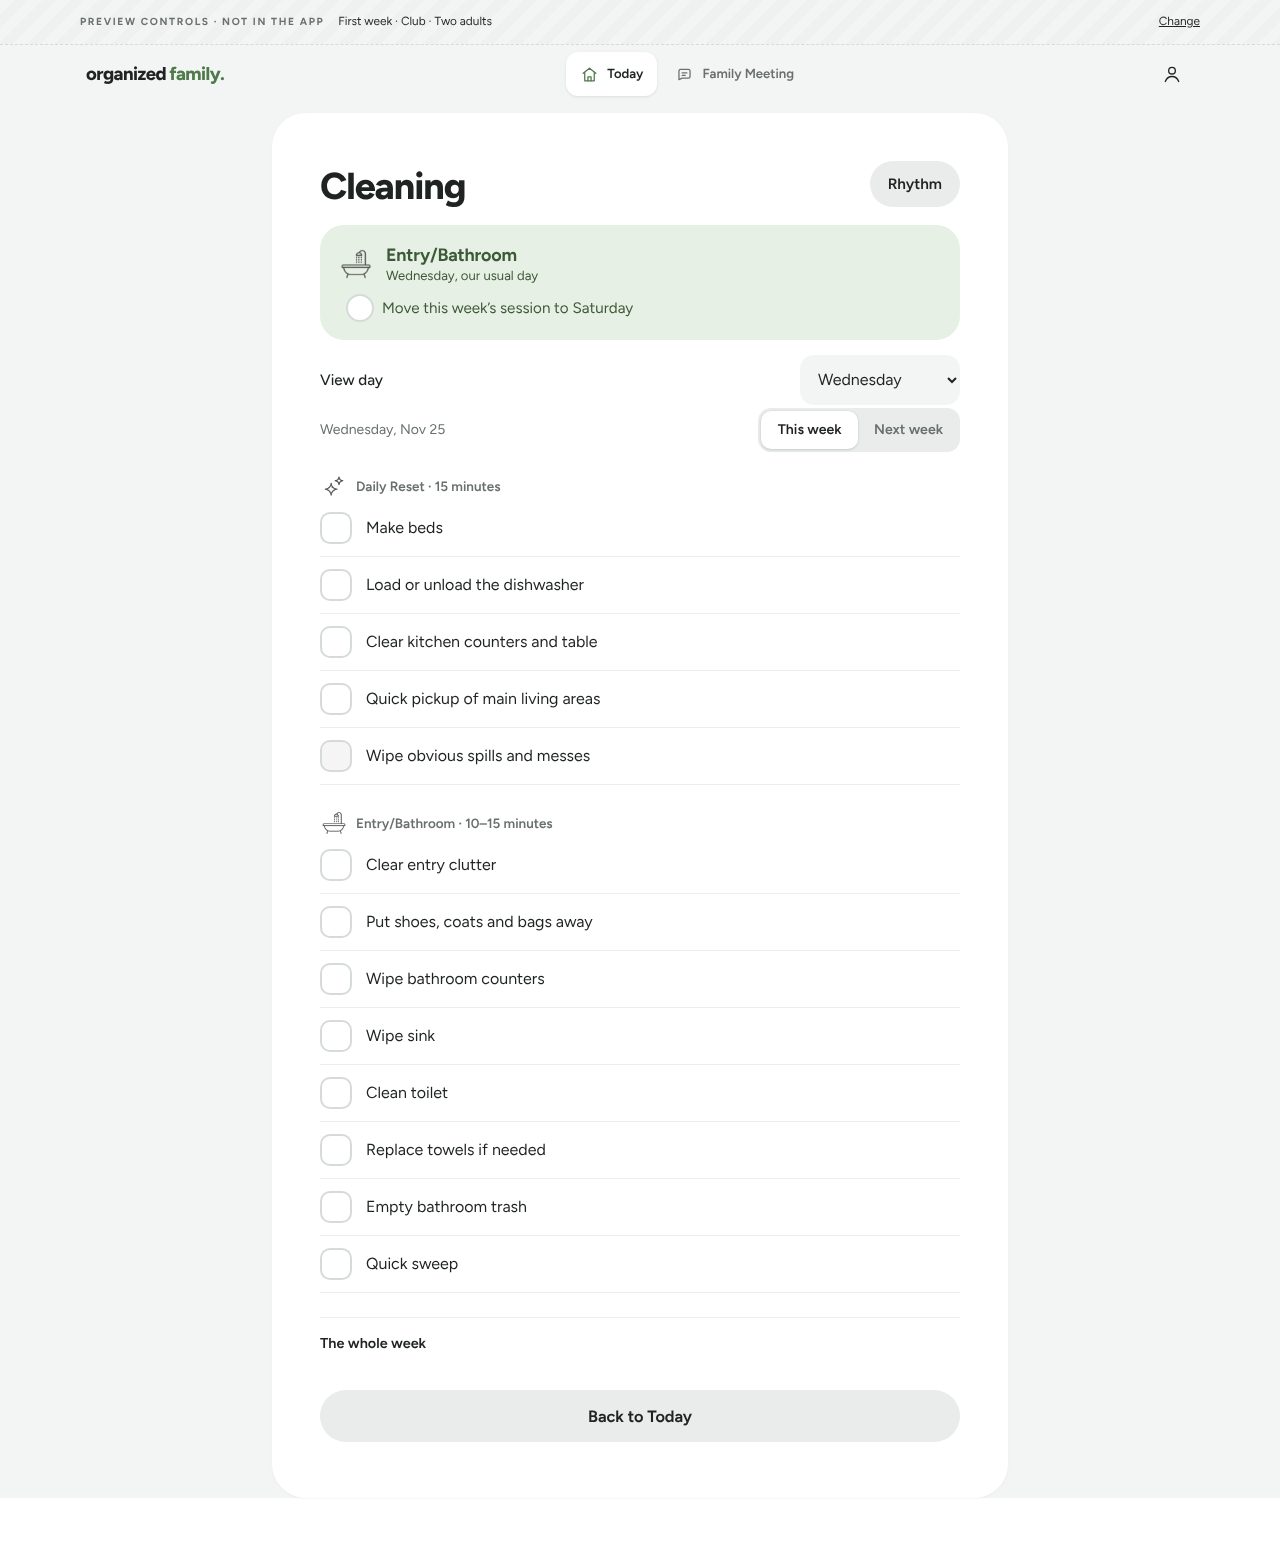 PREVIEW CONTROLS · NOT IN THE APP First week · Club · Two adults Change
organized family. Today Family Meeting
Cleaning Rhythm
Entry/Bathroom
Wednesday, our usual day
Move this week’s session to Saturday
View day Wednesday
Wednesday, Nov 25 This week Next week
Daily Reset · 15 minutes
Make beds
Load or unload the dishwasher
Clear kitchen counters and table
Quick pickup of main living areas
Wipe obvious spills and messes
Entry/Bathroom · 10–15 minutes
Clear entry clutter
Put shoes, coats and bags away
Wipe bathroom counters
Wipe sink
Clean toilet
Replace towels if needed
Empty bathroom trash
Quick sweep
The whole week
Back to Today